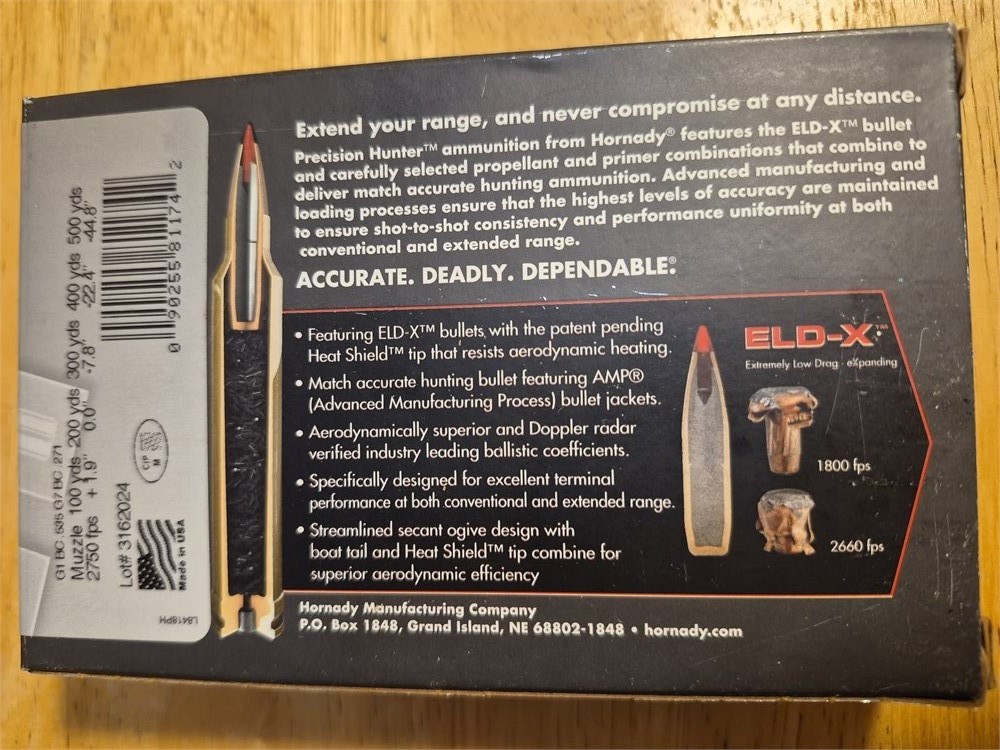 Extend your range, and never compromise at any distance.
Precision Hunter™ ammunition from Hornady® features the ELD-X™ bullet
and carefully selected propellant and primer combinations that combine to
deliver match accurate hunting ammunition. Advanced manufacturing and
loading processes ensure that the highest levels of accuracy are maintained
to ensure shot-to-shot consistency and performance uniformity at both
conventional and extended range.
ACCURATE. DEADLY. DEPENDABLE.®
• Featuring ELD-X™ bullets with the patent pending
Heat Shield™ tip that resists aerodynamic heating.
• Match accurate hunting bullet featuring AMP®
(Advanced Manufacturing Process) bullet jackets.
• Aerodynamically superior and Doppler radar
verified industry leading ballistic coefficients.
• Specifically designed for excellent terminal
performance at both conventional and extended range.
• Streamlined secant ogive design with
boat tail and Heat Shield™ tip combine for
superior aerodynamic efficiency
ELD-X™
Extremely Low Drag - eXpanding
1800 fps
2660 fps
Hornady Manufacturing Company
P.O. Box 1848, Grand Island, NE 68802-1848 • hornady.com
G1 BC .535 G7 BC .271
Muzzle 100 yds 200 yds 300 yds 400 yds 500 yds
2750 fps +1.9" 0.0" -7.8" -22.4" -44.8"
Lot# 3162024
CIP
M
Made in USA
0 90255 81174 2
LB418PH